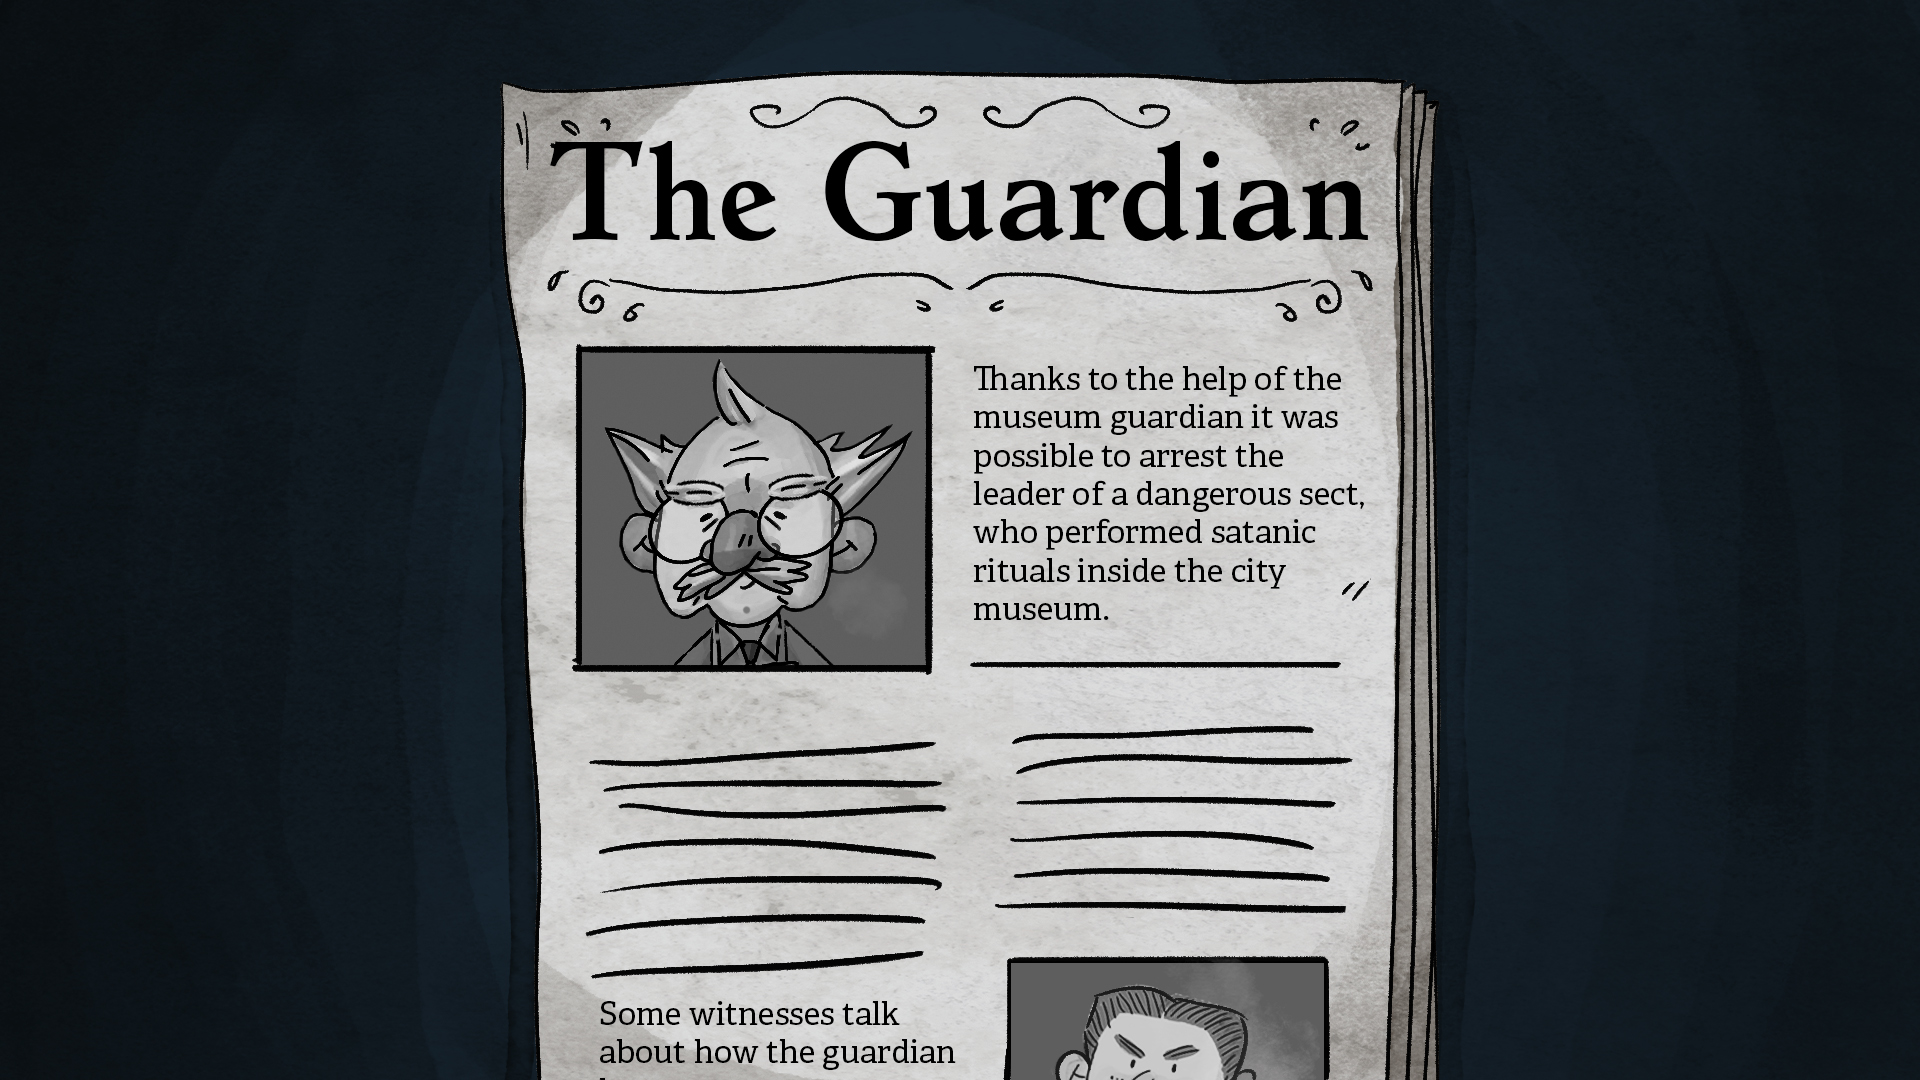 The Guardian
Thanks to the help of the
museum guardian it was
possible to arrest the
leader of a dangerous sect,
who performed satanic
rituals inside the city
museum.
Some witnesses talk
about how the guardian